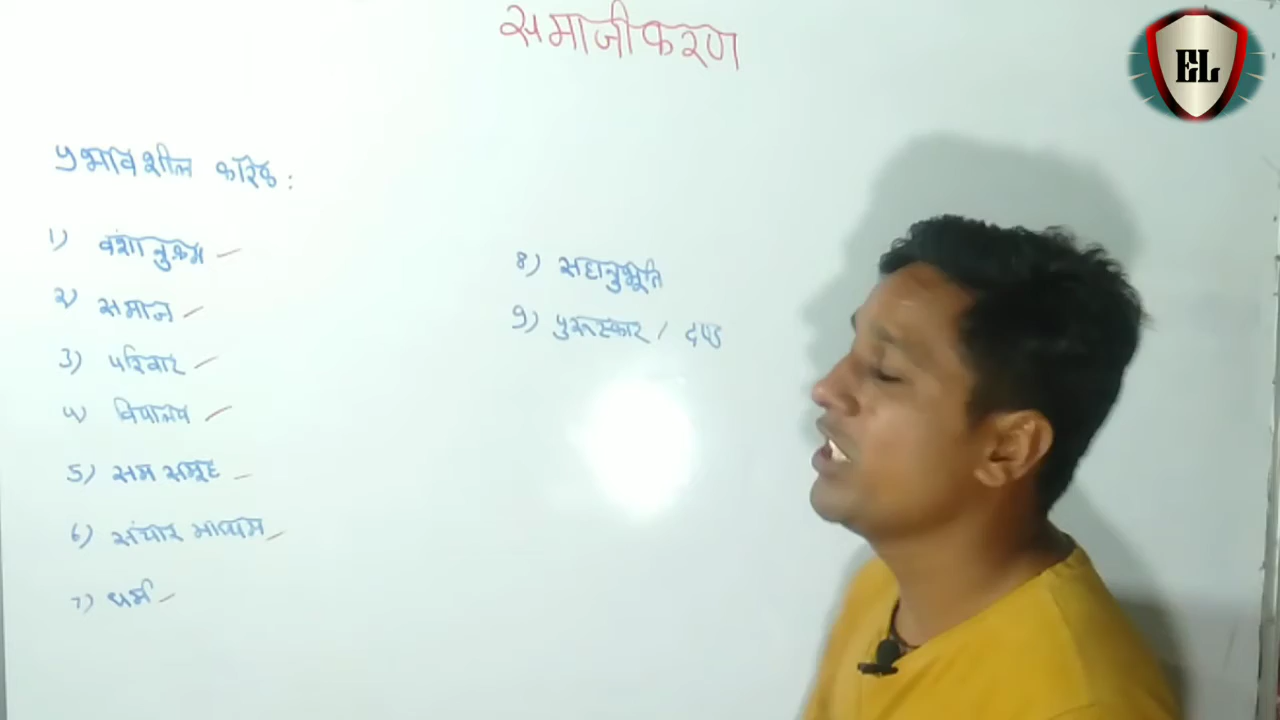 समाजीकरण
EL
प्रभावशील कारक :
1) वंशानुक्रम
2) समाज
3) परिवार
4) विद्यालय
5) सम समूह
6) संचार माध्यम
7) धर्म
8) सहानुभूति
9) पुरूस्कार / दण्ड